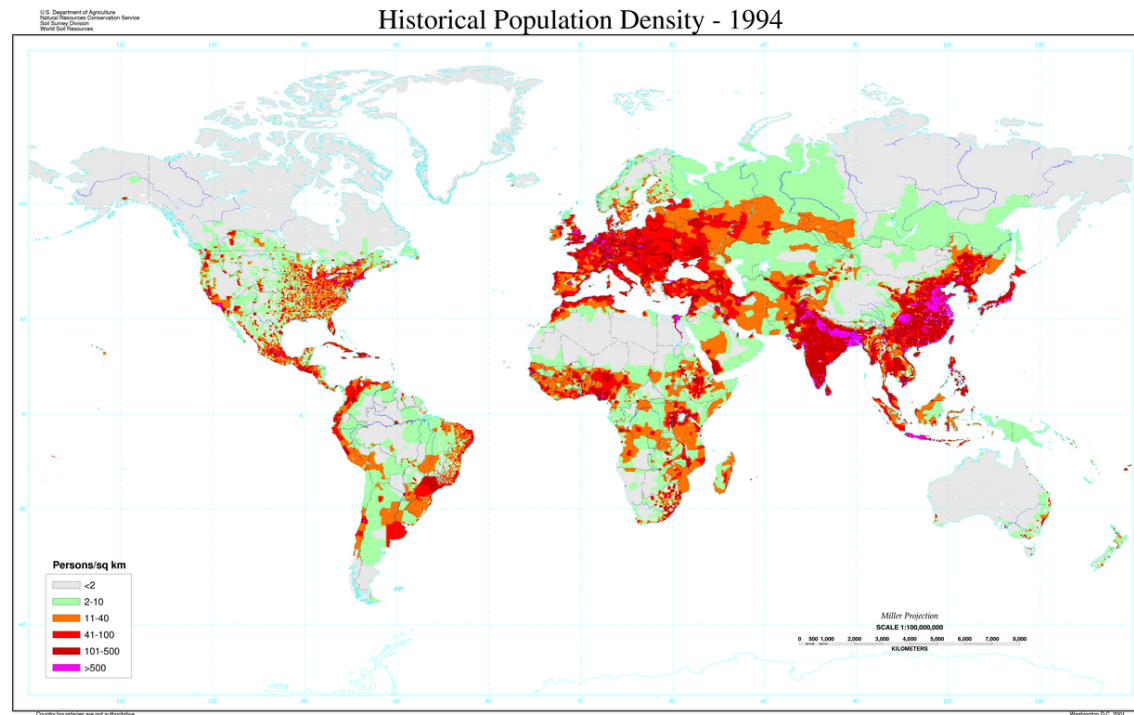 U.S. Department of Agriculture
Natural Resources Conservation Service
Soil Survey Division
World Soil Resources
Historical Population Density - 1994
Persons/sq km
<2
2-10
11-40
41-100
101-500
>500
Miller Projection
SCALE 1:100,000,000
0 500 1,000 2,000 3,000 4,000 5,000 6,000 7,000 8,000
KILOMETERS
Country boundaries are not authoritative
Washington D.C. 2001